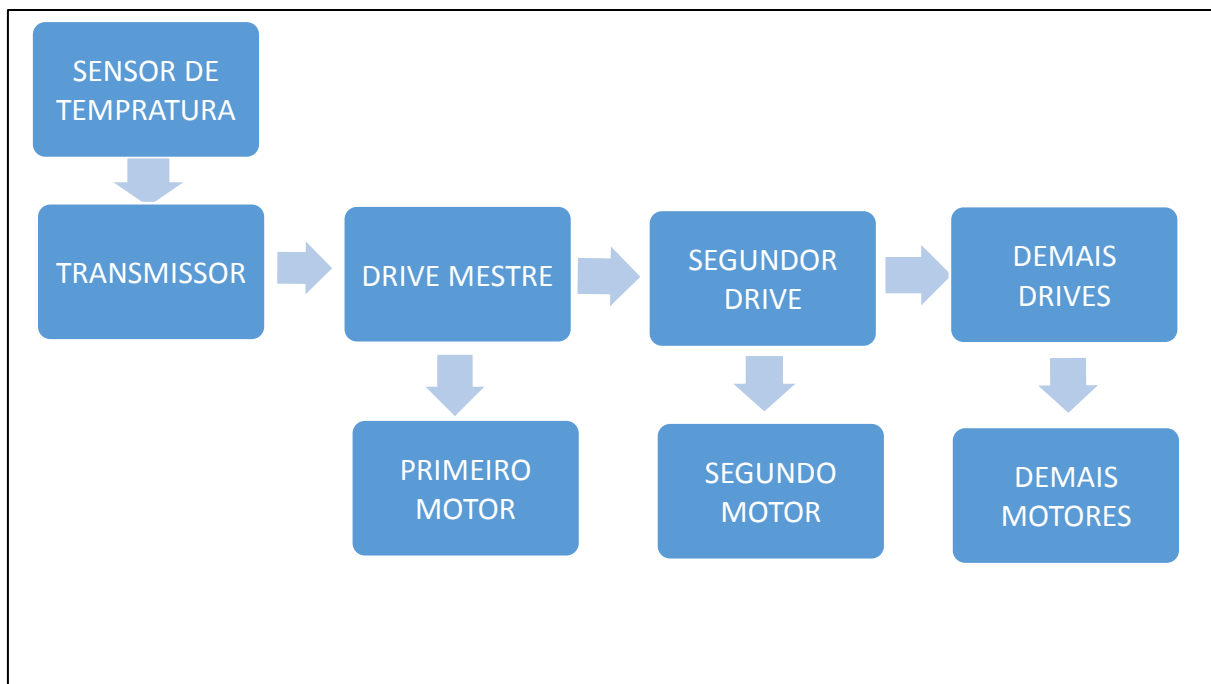 SENSOR DE
TEMPRATURA
TRANSMISSOR
DRIVE MESTRE
SEGUNDOR
DRIVE
DEMAIS
DRIVES
PRIMEIRO
MOTOR
SEGUNDO
MOTOR
DEMAIS
MOTORES